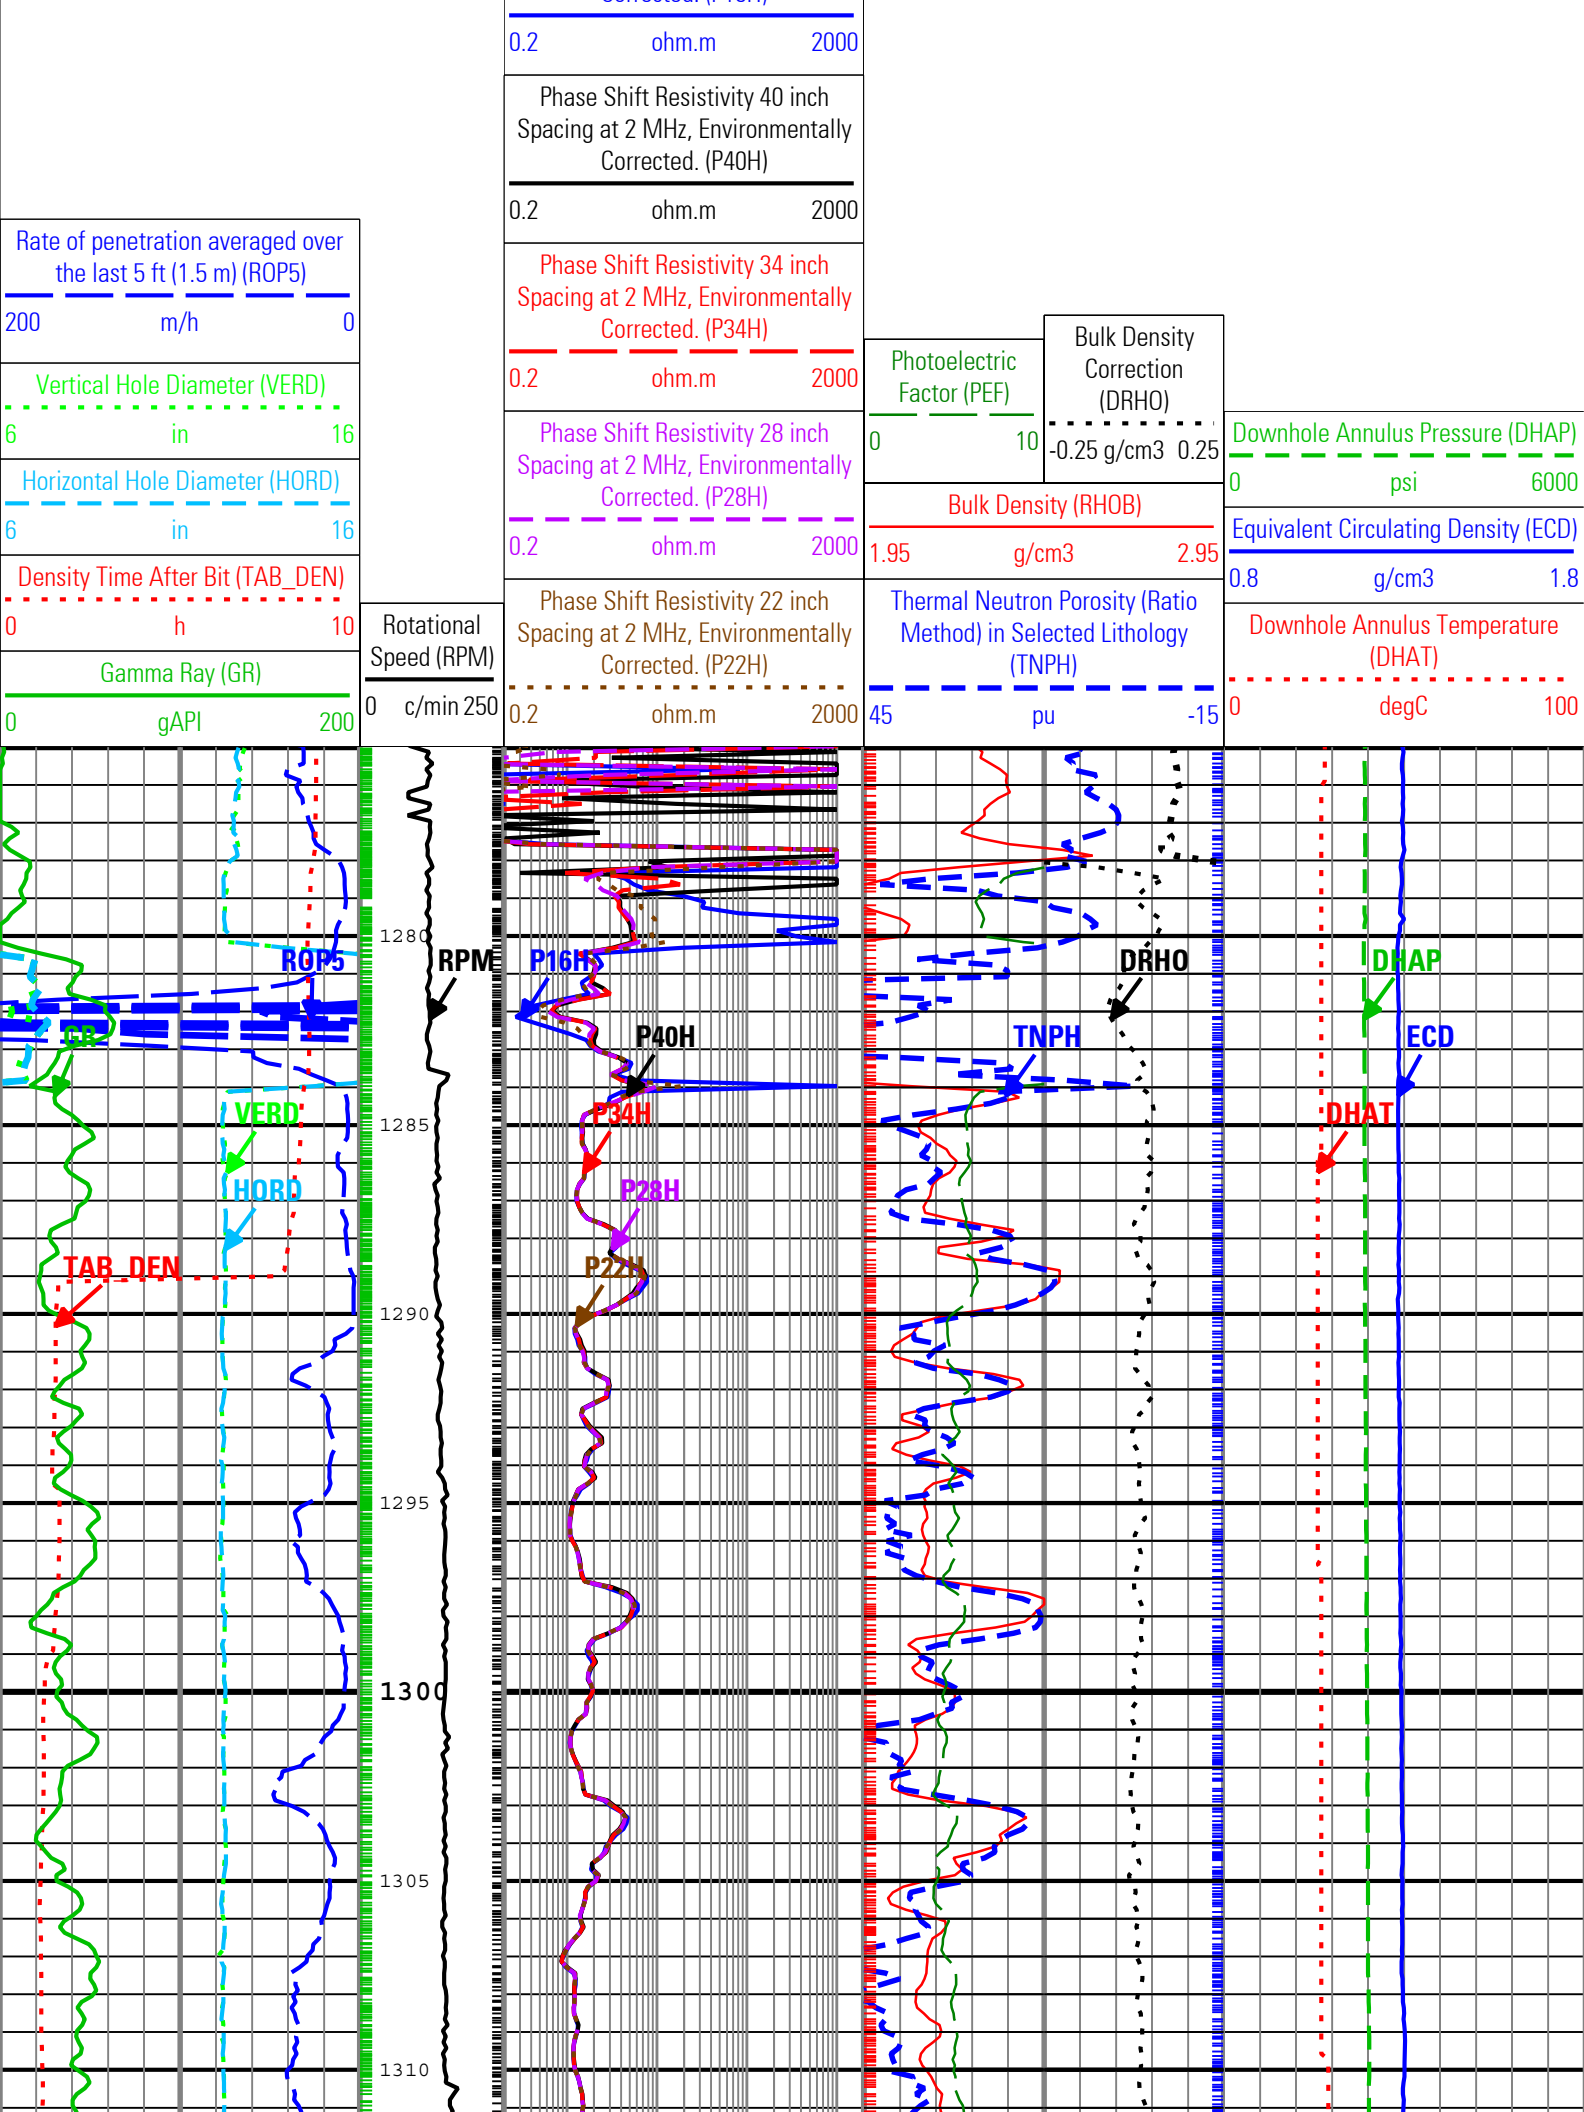 Corrected. (P16H)
0.2 ohm.m 2000
Phase Shift Resistivity 40 inch
Spacing at 2 MHz, Environmentally
Corrected. (P40H)
0.2 ohm.m 2000
Phase Shift Resistivity 34 inch
Spacing at 2 MHz, Environmentally
Corrected. (P34H)
0.2 ohm.m 2000
Phase Shift Resistivity 28 inch
Spacing at 2 MHz, Environmentally
Corrected. (P28H)
0.2 ohm.m 2000
Phase Shift Resistivity 22 inch
Spacing at 2 MHz, Environmentally
Corrected. (P22H)
0.2 ohm.m 2000
Rate of penetration averaged over
the last 5 ft (1.5 m) (ROP5)
200 m/h 0
Vertical Hole Diameter (VERD)
6 in 16
Horizontal Hole Diameter (HORD)
6 in 16
Density Time After Bit (TAB_DEN)
0 h 10
Gamma Ray (GR)
0 gAPI 200
Rotational
Speed (RPM)
0 c/min 250
Photoelectric
Factor (PEF)
0 10
Bulk Density
Correction
(DRHO)
-0.25 g/cm3 0.25
Bulk Density (RHOB)
1.95 g/cm3 2.95
Thermal Neutron Porosity (Ratio
Method) in Selected Lithology
(TNPH)
45 pu -15
Downhole Annulus Pressure (DHAP)
0 psi 6000
Equivalent Circulating Density (ECD)
0.8 g/cm3 1.8
Downhole Annulus Temperature
(DHAT)
0 degC 100
1280
ROP5 RPM P16H DRHO DHAP
GR P40H TNPH ECD
VERD P34H DHAT
1285
HORD P28H
TAB_DEN P22H
1290
1295
1300
1305
1310